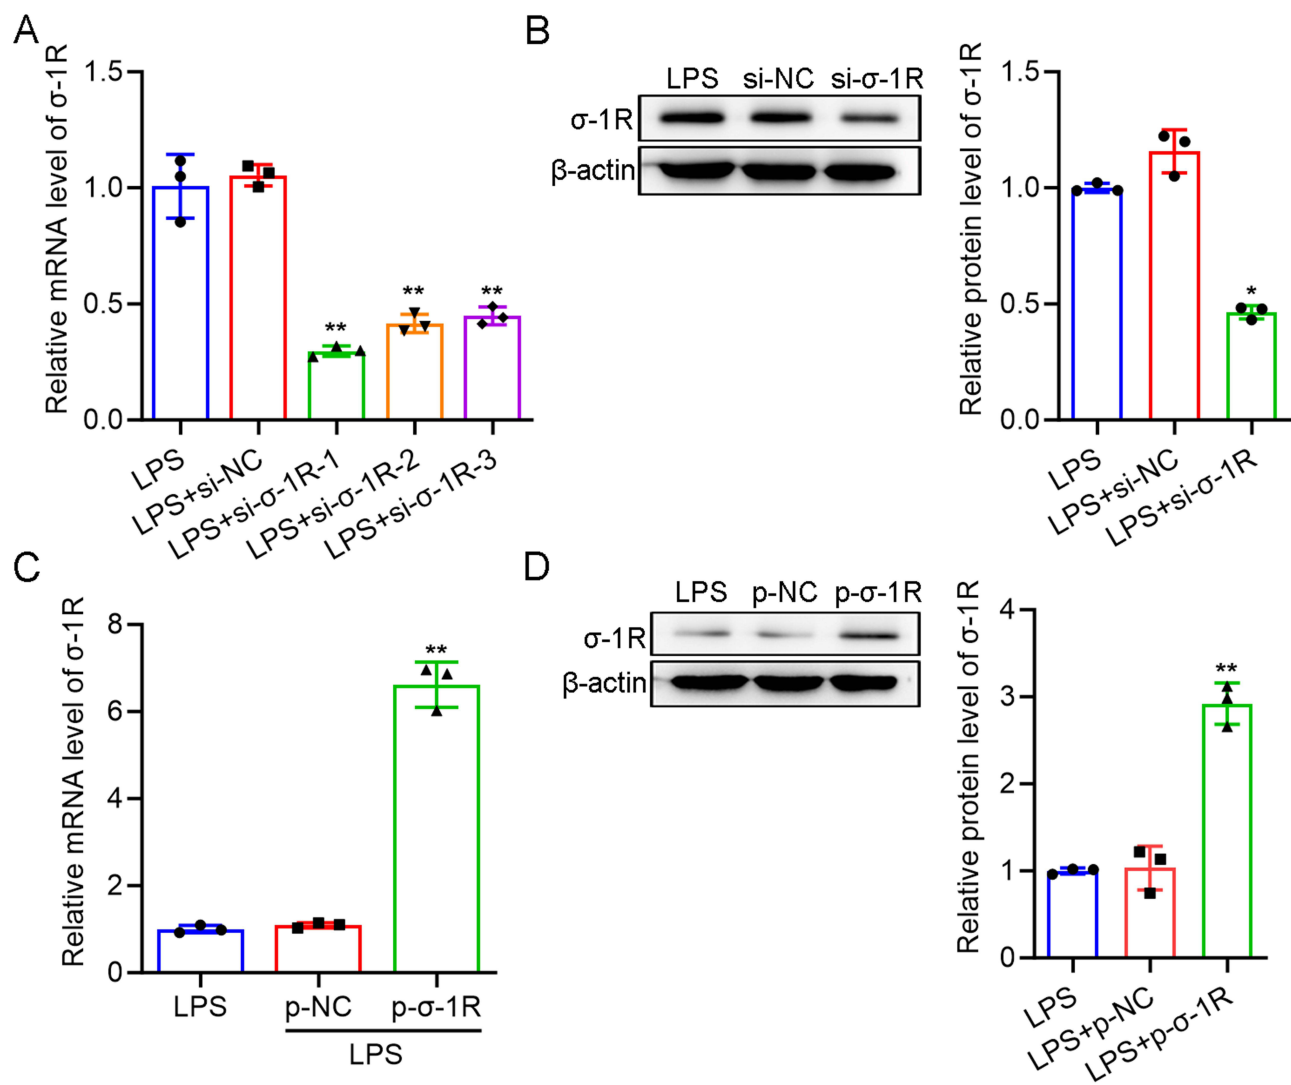 A
Relative mRNA level of σ-1R
1.5
1.0
0.5
0.0
**
**
**
LPS
LPS+si-NC
LPS+si-σ-1R-1
LPS+si-σ-1R-2
LPS+si-σ-1R-3
B
LPS si-NC si-σ-1R
σ-1R
β-actin
Relative protein level of σ-1R
1.5
1.0
0.5
0.0
*
LPS
LPS+si-NC
LPS+si-σ-1R
C
Relative mRNA level of σ-1R
8
6
4
2
0
**
LPS p-NC p-σ-1R
LPS
D
LPS p-NC p-σ-1R
σ-1R
β-actin
Relative protein level of σ-1R
4
3
2
1
0
**
LPS
LPS+p-NC
LPS+p-σ-1R